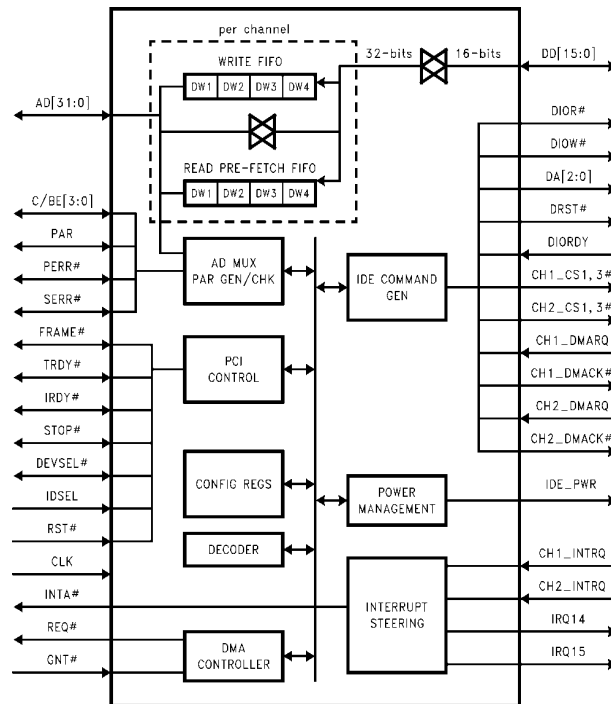 per channel
WRITE FIFO
DW1 DW2 DW3 DW4
32-bits
16-bits
DD[15:0]
AD[31:0]
READ PRE-FETCH FIFO
DW1 DW2 DW3 DW4
DIOR#
DIOW#
DA[2:0]
DRST#
DIORDY
CH1_CS1,3#
CH2_CS1,3#
CH1_DMARQ
CH1_DMACK#
CH2_DMARQ
CH2_DMACK#
C/BE[3:0]
PAR
PERR#
SERR#
AD MUX
PAR GEN/CHK
IDE COMMAND
GEN
FRAME#
TRDY#
IRDY#
STOP#
DEVSEL#
IDSEL
RST#
CLK
INTA#
REQ#
GNT#
PCI
CONTROL
CONFIG REGS
DECODER
DMA
CONTROLLER
POWER
MANAGEMENT
IDE_PWR
INTERRUPT
STEERING
CH1_INTRQ
CH2_INTRQ
IRQ14
IRQ15